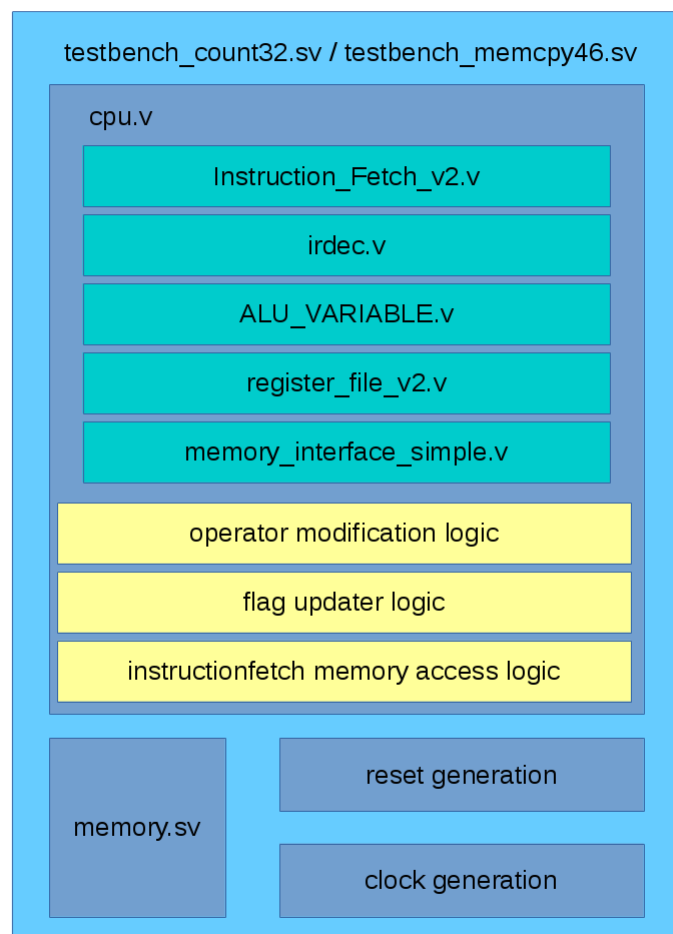 testbench_count32.sv / testbench_memcpy46.sv
cpu.v
Instruction_Fetch_v2.v
irdec.v
ALU_VARIABLE.v
register_file_v2.v
memory_interface_simple.v
operator modification logic
flag updater logic
instructionfetch memory access logic
reset generation
memory.sv
clock generation